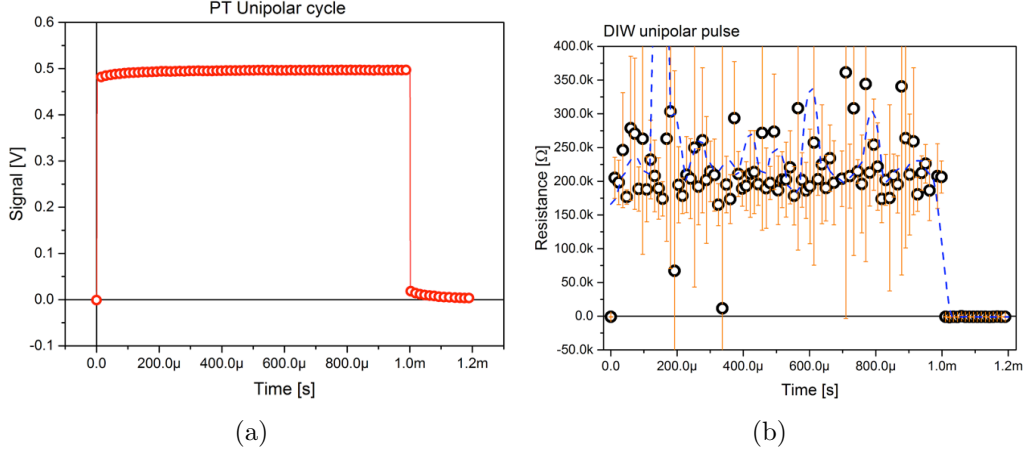 PT Unipolar cycle
0.6
0.5
0.4
0.3
0.2
0.1
0.0
-0.1
Signal [V]
0.0
200.0µ
400.0µ
600.0µ
800.0µ
1.0m
1.2m
Time [s]
(a)
DIW unipolar pulse
400.0k
350.0k
300.0k
250.0k
200.0k
150.0k
100.0k
50.0k
0.0
-50.0k
Resistance [Ω]
0.0
200.0µ
400.0µ
600.0µ
800.0µ
1.0m
1.2m
Time [s]
(b)